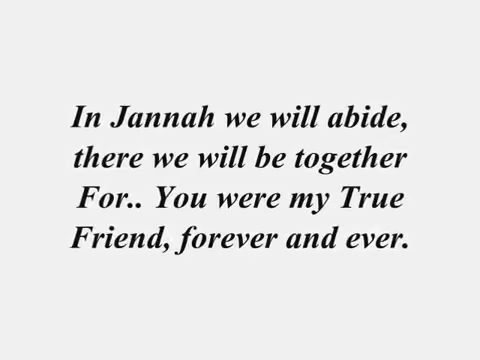 In Jannah we will abide,
there we will be together
For.. You were my True
Friend, forever and ever.